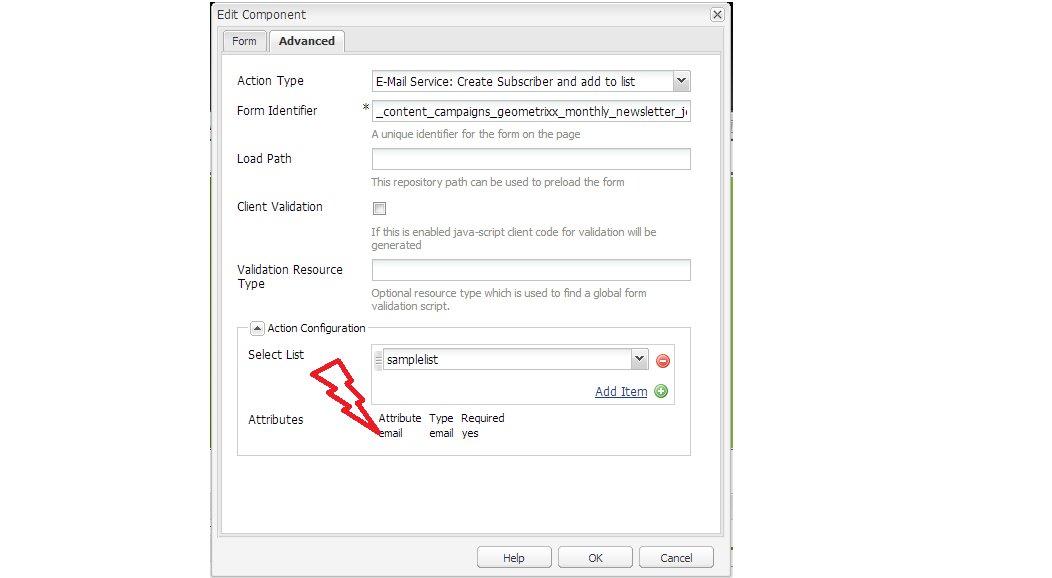 Edit Component
Form Advanced
Action Type E-Mail Service: Create Subscriber and add to list
Form Identifier * _content_campaigns_geometrixx_monthly_newsletter_j
A unique identifier for the form on the page
Load Path
This repository path can be used to preload the form
Client Validation
If this is enabled java-script client code for validation will be
generated
Validation Resource
Type
Optional resource type which is used to find a global form
validation script.
Action Configuration
Select List samplelist
Add Item
Attributes Attribute Type Required
email email yes
Help OK Cancel